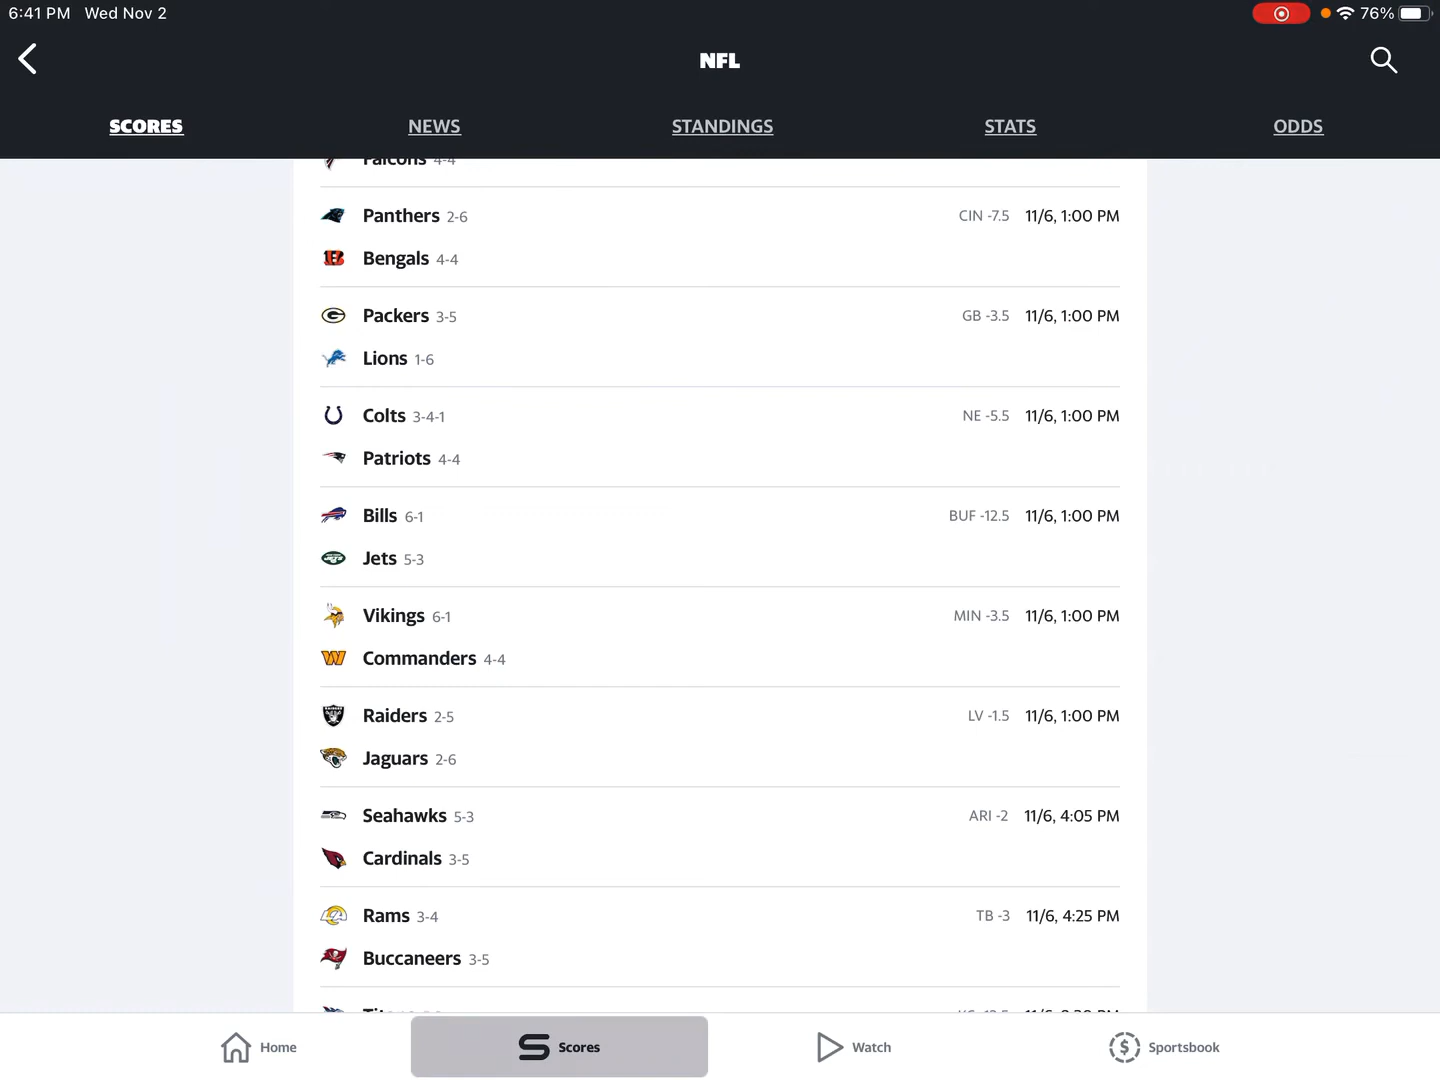 6:41 PM Wed Nov 2 76%
NFL
SCORES NEWS STANDINGS STATS ODDS
Falcons 4-4
Panthers 2-6 CIN -7.5 11/6, 1:00 PM
Bengals 4-4
Packers 3-5 GB -3.5 11/6, 1:00 PM
Lions 1-6
Colts 3-4-1 NE -5.5 11/6, 1:00 PM
Patriots 4-4
Bills 6-1 BUF -12.5 11/6, 1:00 PM
Jets 5-3
Vikings 6-1 MIN -3.5 11/6, 1:00 PM
Commanders 4-4
Raiders 2-5 LV -1.5 11/6, 1:00 PM
Jaguars 2-6
Seahawks 5-3 ARI -2 11/6, 4:05 PM
Cardinals 3-5
Rams 3-4 TB -3 11/6, 4:25 PM
Buccaneers 3-5
Home Scores Watch Sportsbook